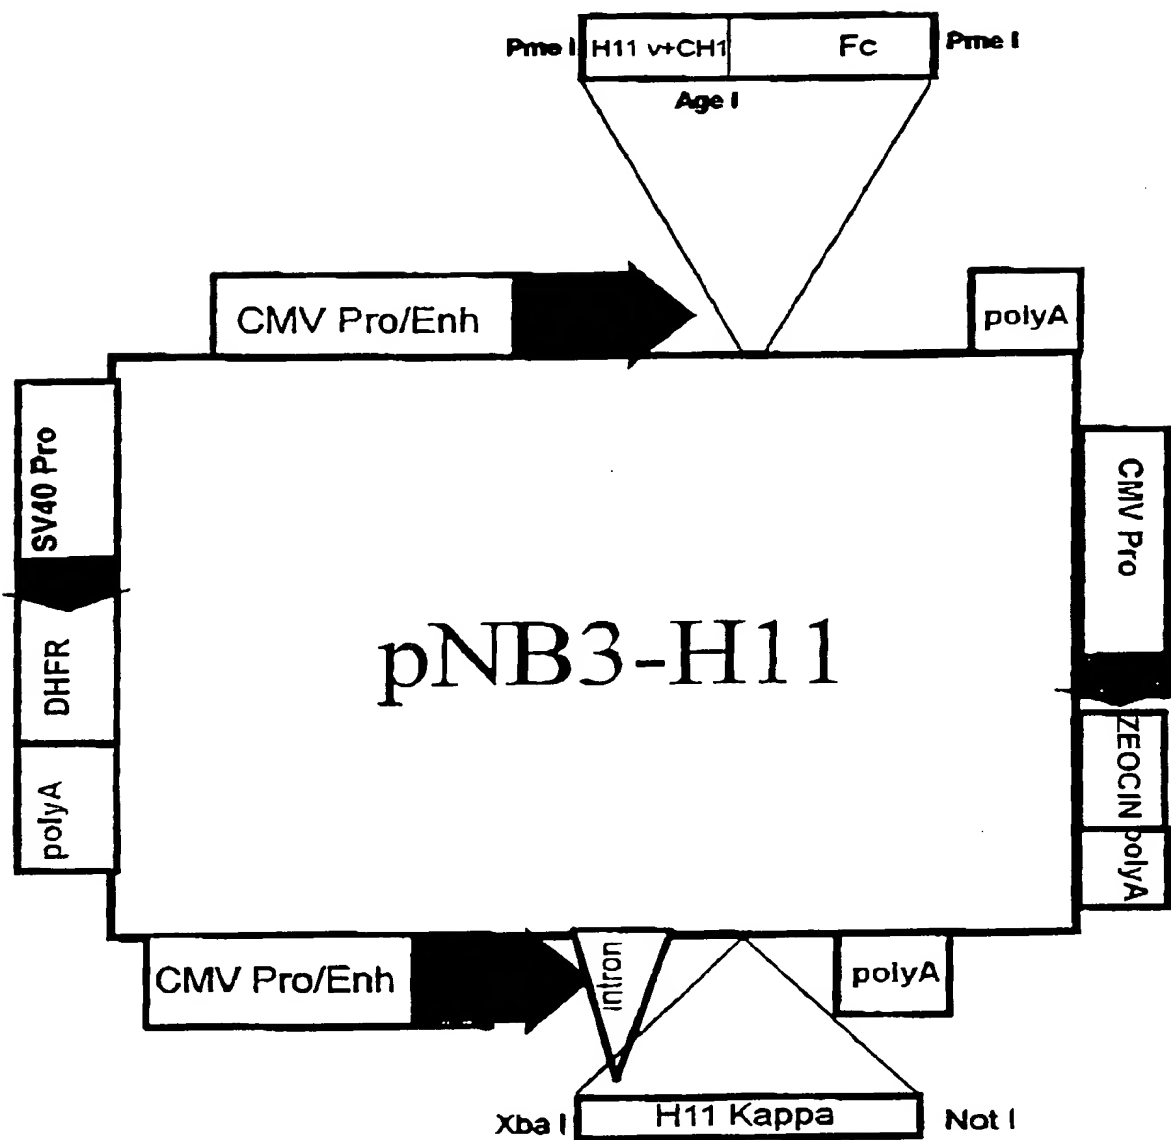 Pme I H11 v+CH1 Fc Pme I
Age I
CMV Pro/Enh
polyA
SV40 Pro
DHFR
polyA
pNB3-H11
CMV Pro
ZEOCIN
polyA
CMV Pro/Enh
intron
polyA
Xba I H11 Kappa Not I